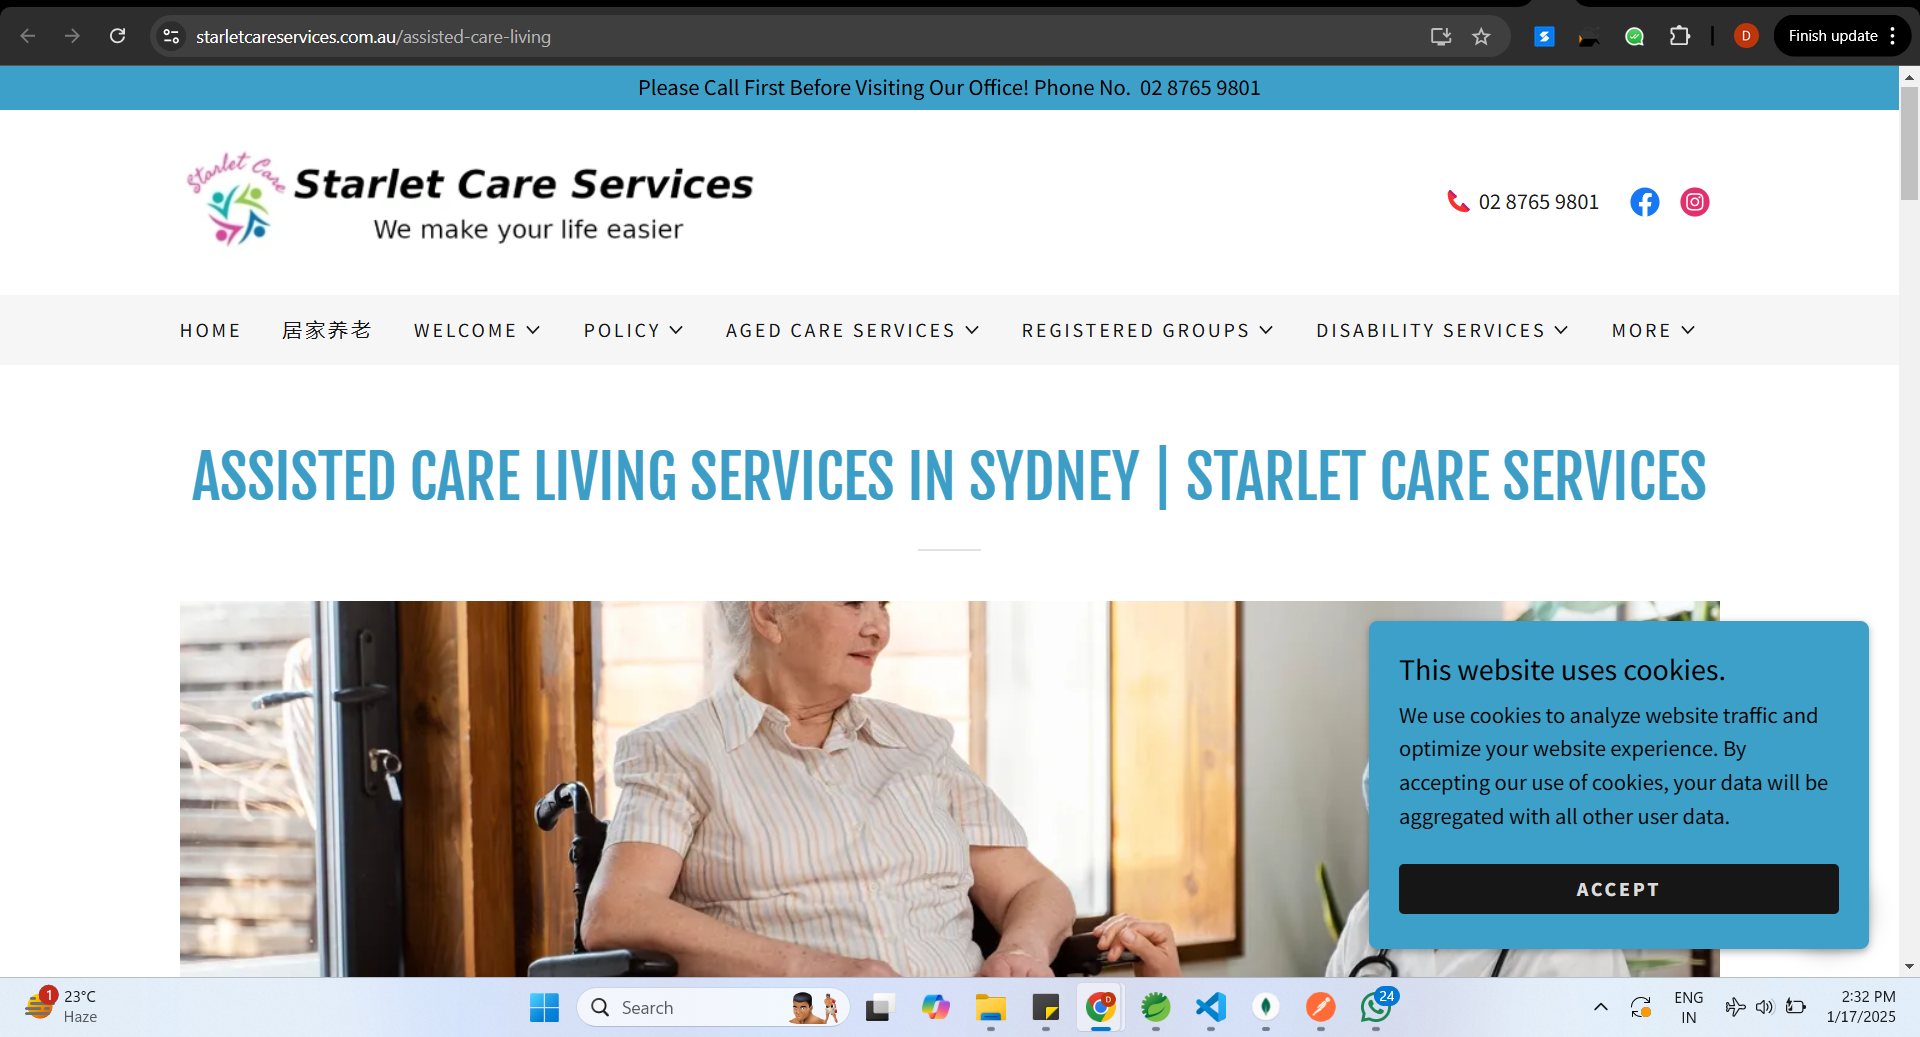 starletcareservices.com.au/assisted-care-living
D
Finish update
Please Call First Before Visiting Our Office! Phone No. 02 8765 9801
Starlet Care
Starlet Care Services
We make your life easier
02 8765 9801
HOME
居家养老
WELCOME
POLICY
AGED CARE SERVICES
REGISTERED GROUPS
DISABILITY SERVICES
MORE
ASSISTED CARE LIVING SERVICES IN SYDNEY | STARLET CARE SERVICES
This website uses cookies.
We use cookies to analyze website traffic and
optimize your website experience. By
accepting our use of cookies, your data will be
aggregated with all other user data.
ACCEPT
1
23°C
Haze
Search
D
24
ENG
IN
2:32 PM
1/17/2025